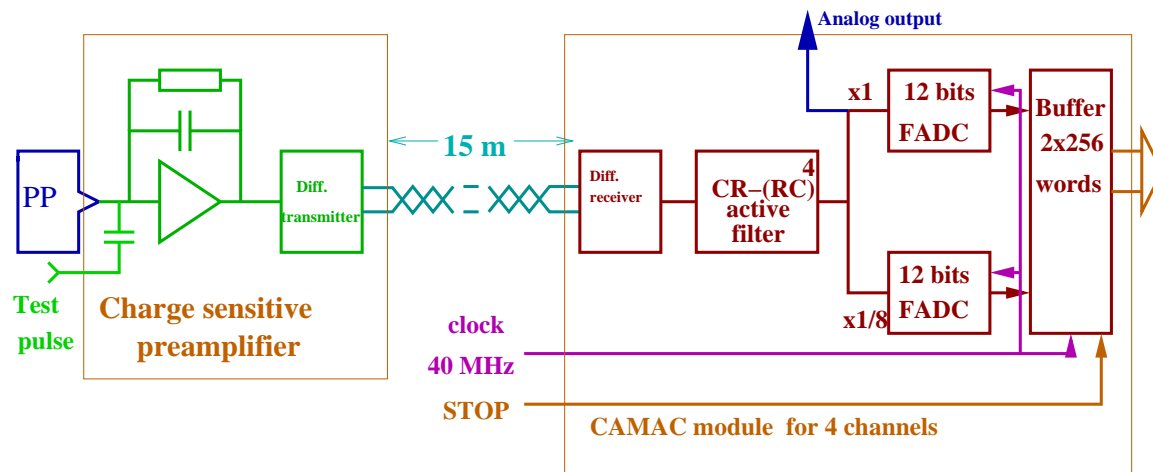 Analog output
PP
Test
pulse
Charge sensitive
preamplifier
Diff.
transmitter
15 m
Diff.
receiver
4
CR–(RC)
active
filter
x1
12 bits
FADC
x1/8
12 bits
FADC
Buffer
2x256
words
clock
40 MHz
STOP
CAMAC module for 4 channels